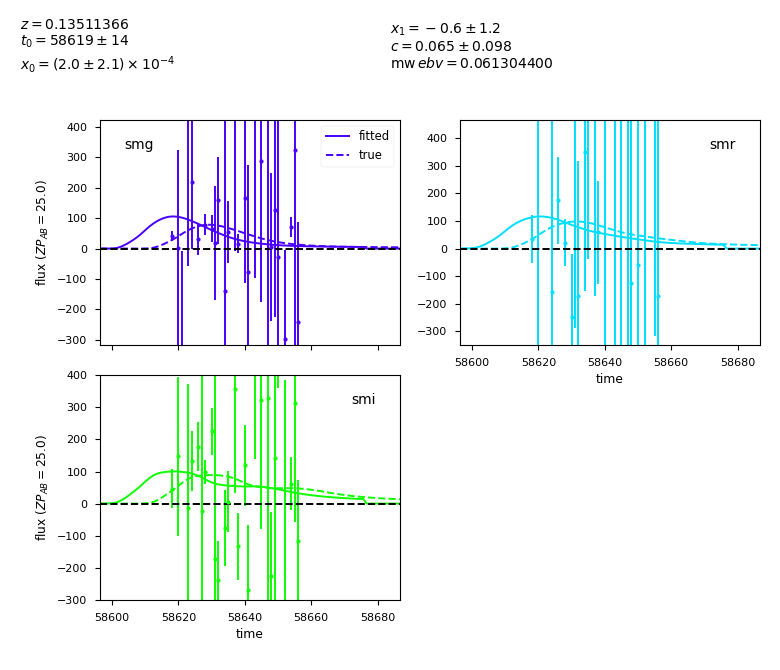 z = 0.13511366
t₀ = 58619 ± 14
x₀ = (2.0 ± 2.1) × 10⁻⁴
x₁ = −0.6 ± 1.2
c = 0.065 ± 0.098
mw ebv = 0.061304400
flux (ZP_AB = 25.0)
400
300
200
100
0
−100
−200
−300
smg
fitted
true
400
300
200
100
0
−100
−200
−300
smr
58600 58620 58640 58660 58680
time
flux (ZP_AB = 25.0)
400
300
200
100
0
−100
−200
−300
smi
58600 58620 58640 58660 58680
time